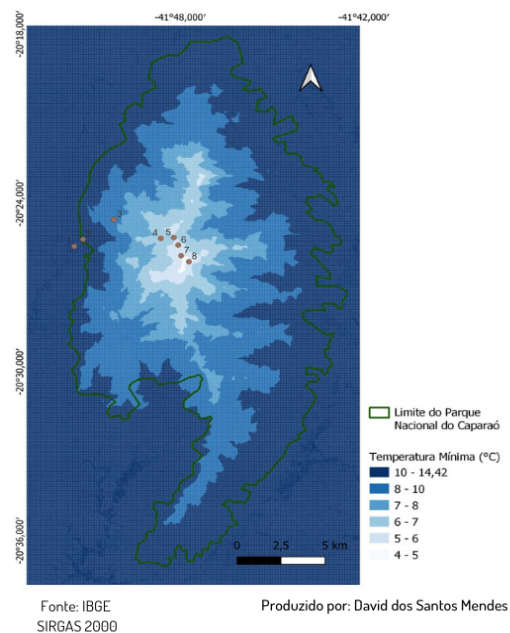 -41°48,000' -41°42,000'
-20°18,000'
-20°24,000'
-20°30,000'
-20°36,000'
3
4 5 6
7
8
Limite do Parque
Nacional do Caparaó
Temperatura Mínima (°C)
10 - 14,42
8 - 10
7 - 8
6 - 7
5 - 6
4 - 5
0 2,5 5 km
Fonte: IBGE
SIRGAS 2000
Produzido por: David dos Santos Mendes